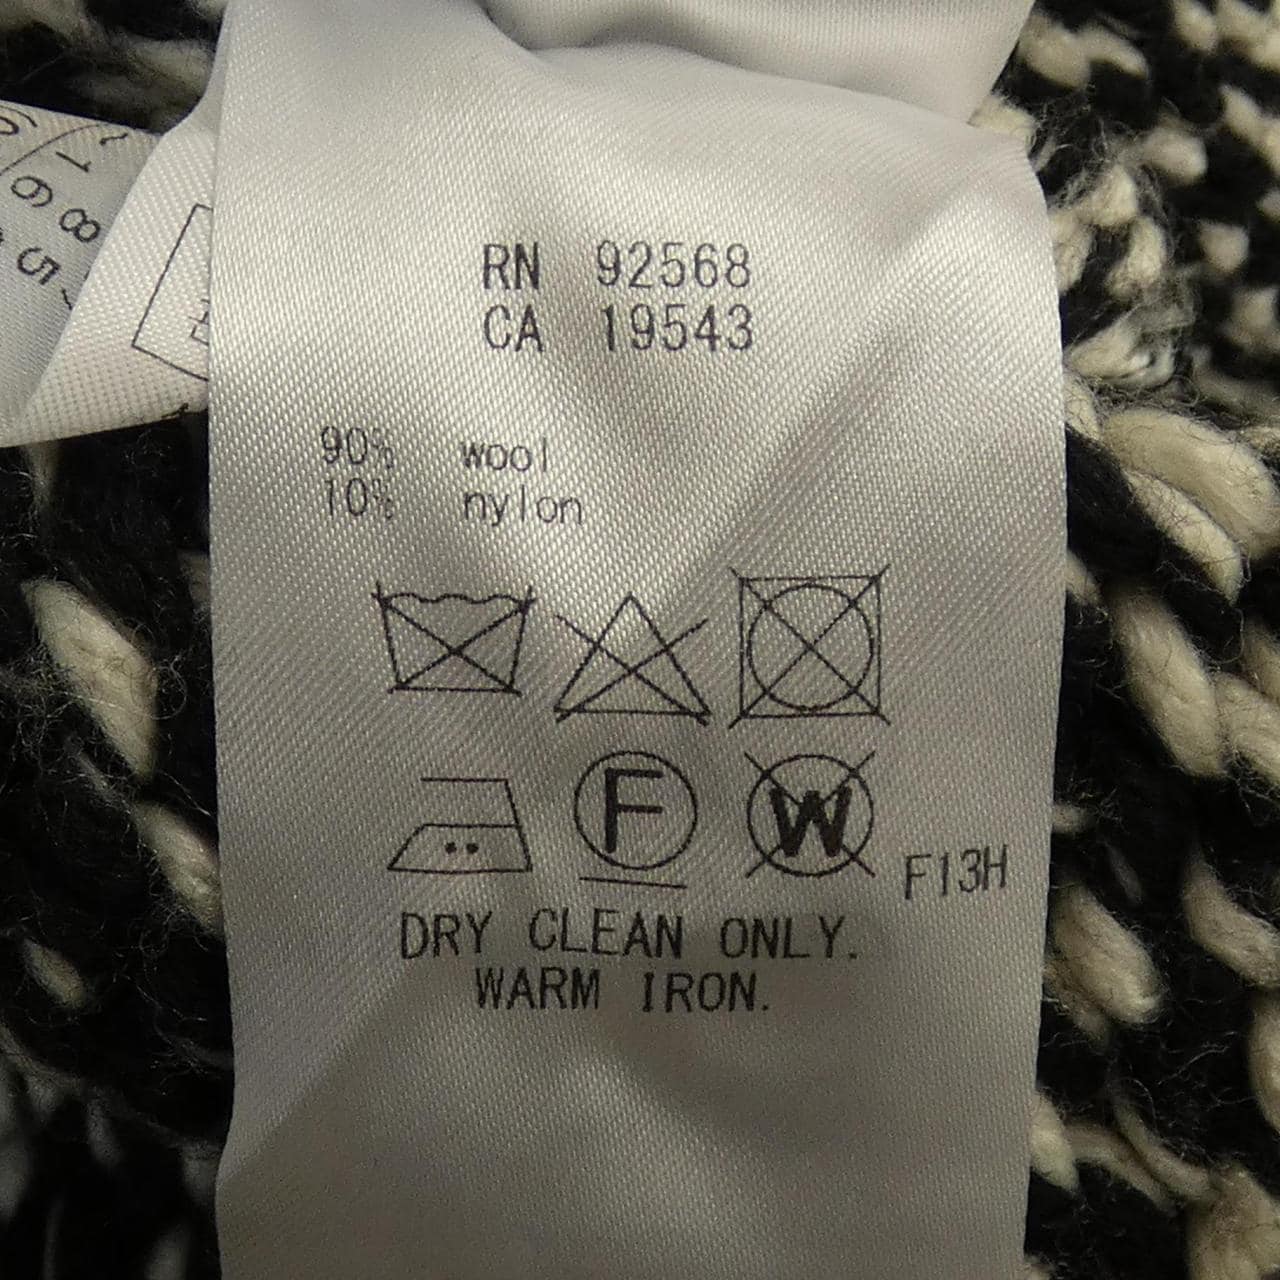 RN 92568
CA 19543
90% wool
10% nylon
F
W
F13H
DRY CLEAN ONLY.
WARM IRON.